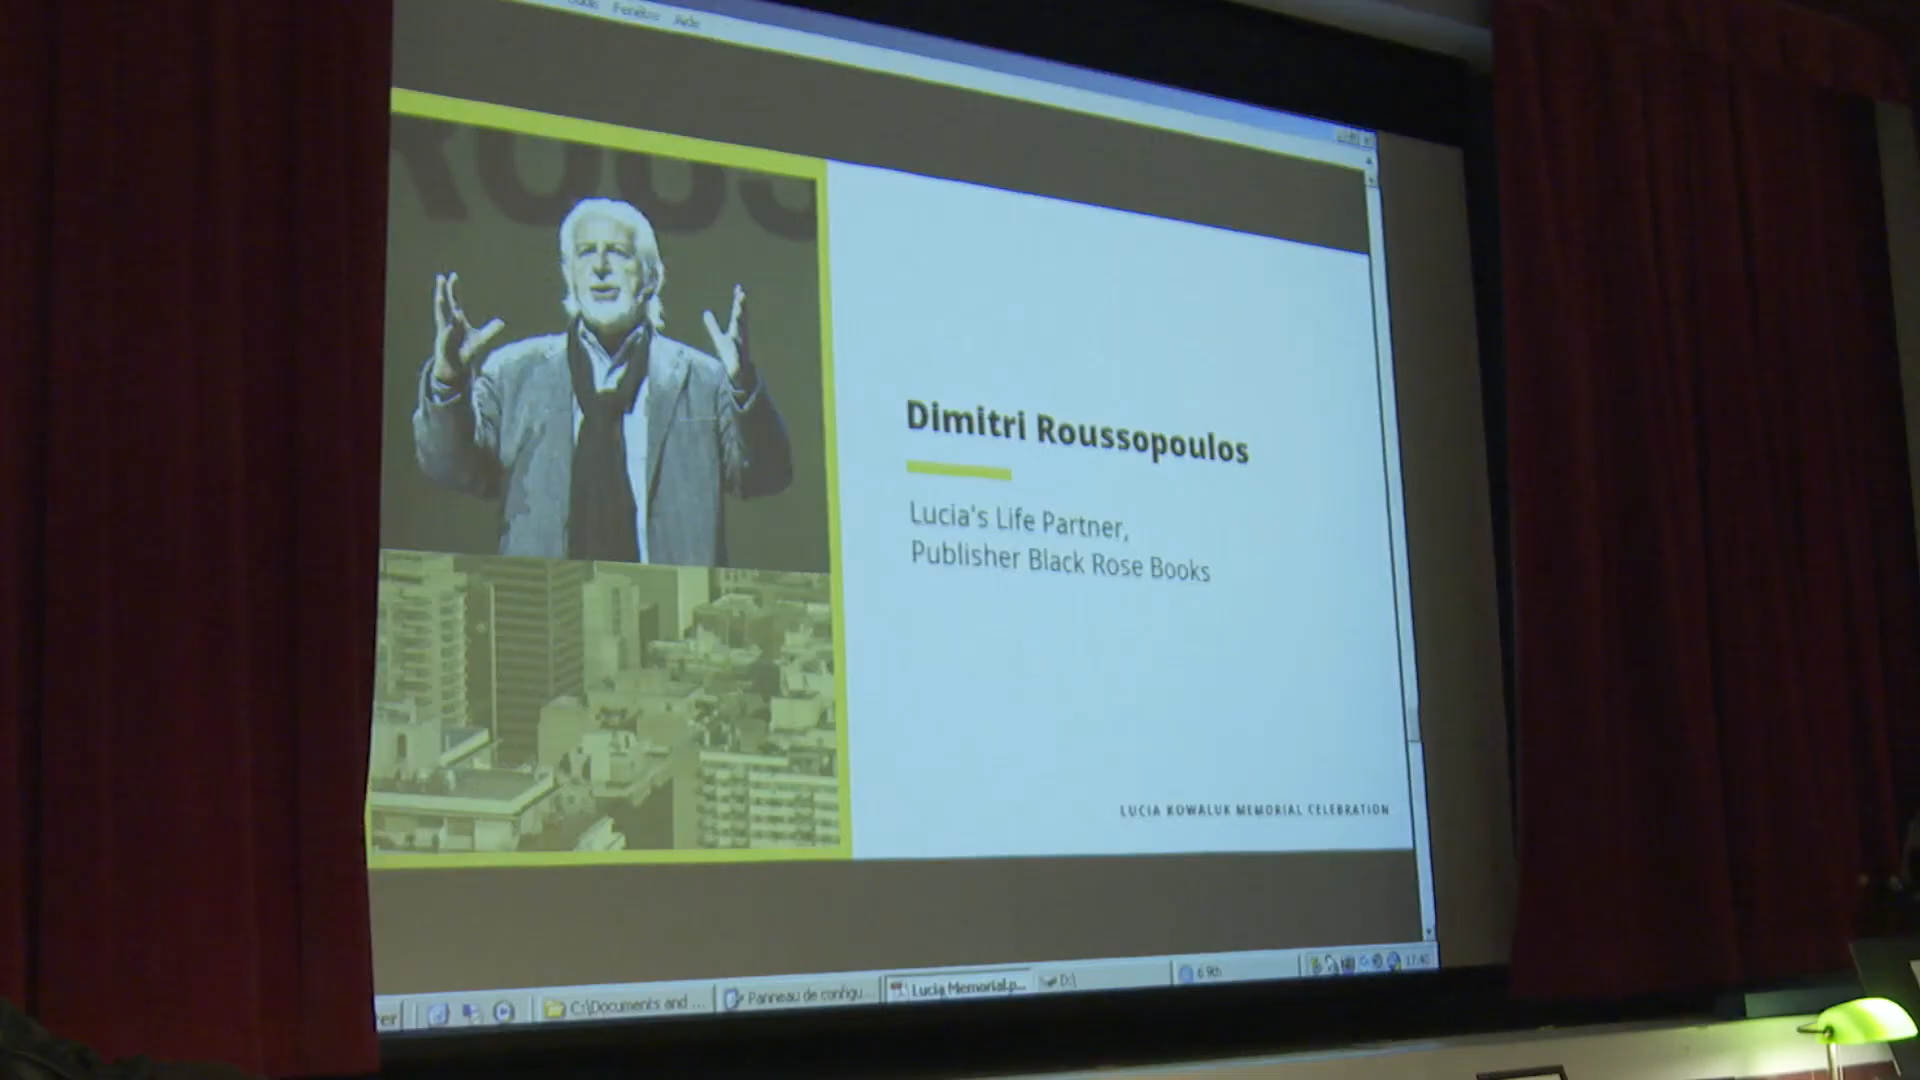 Fenêtre Aide
ROUS
Dimitri Roussopoulos
Lucia's Life Partner,
Publisher Black Rose Books
LUCIA KOWALUK MEMORIAL CELEBRATION
C:\Documents and ... Panneau de configu... Lucia Memorial.p... D:\